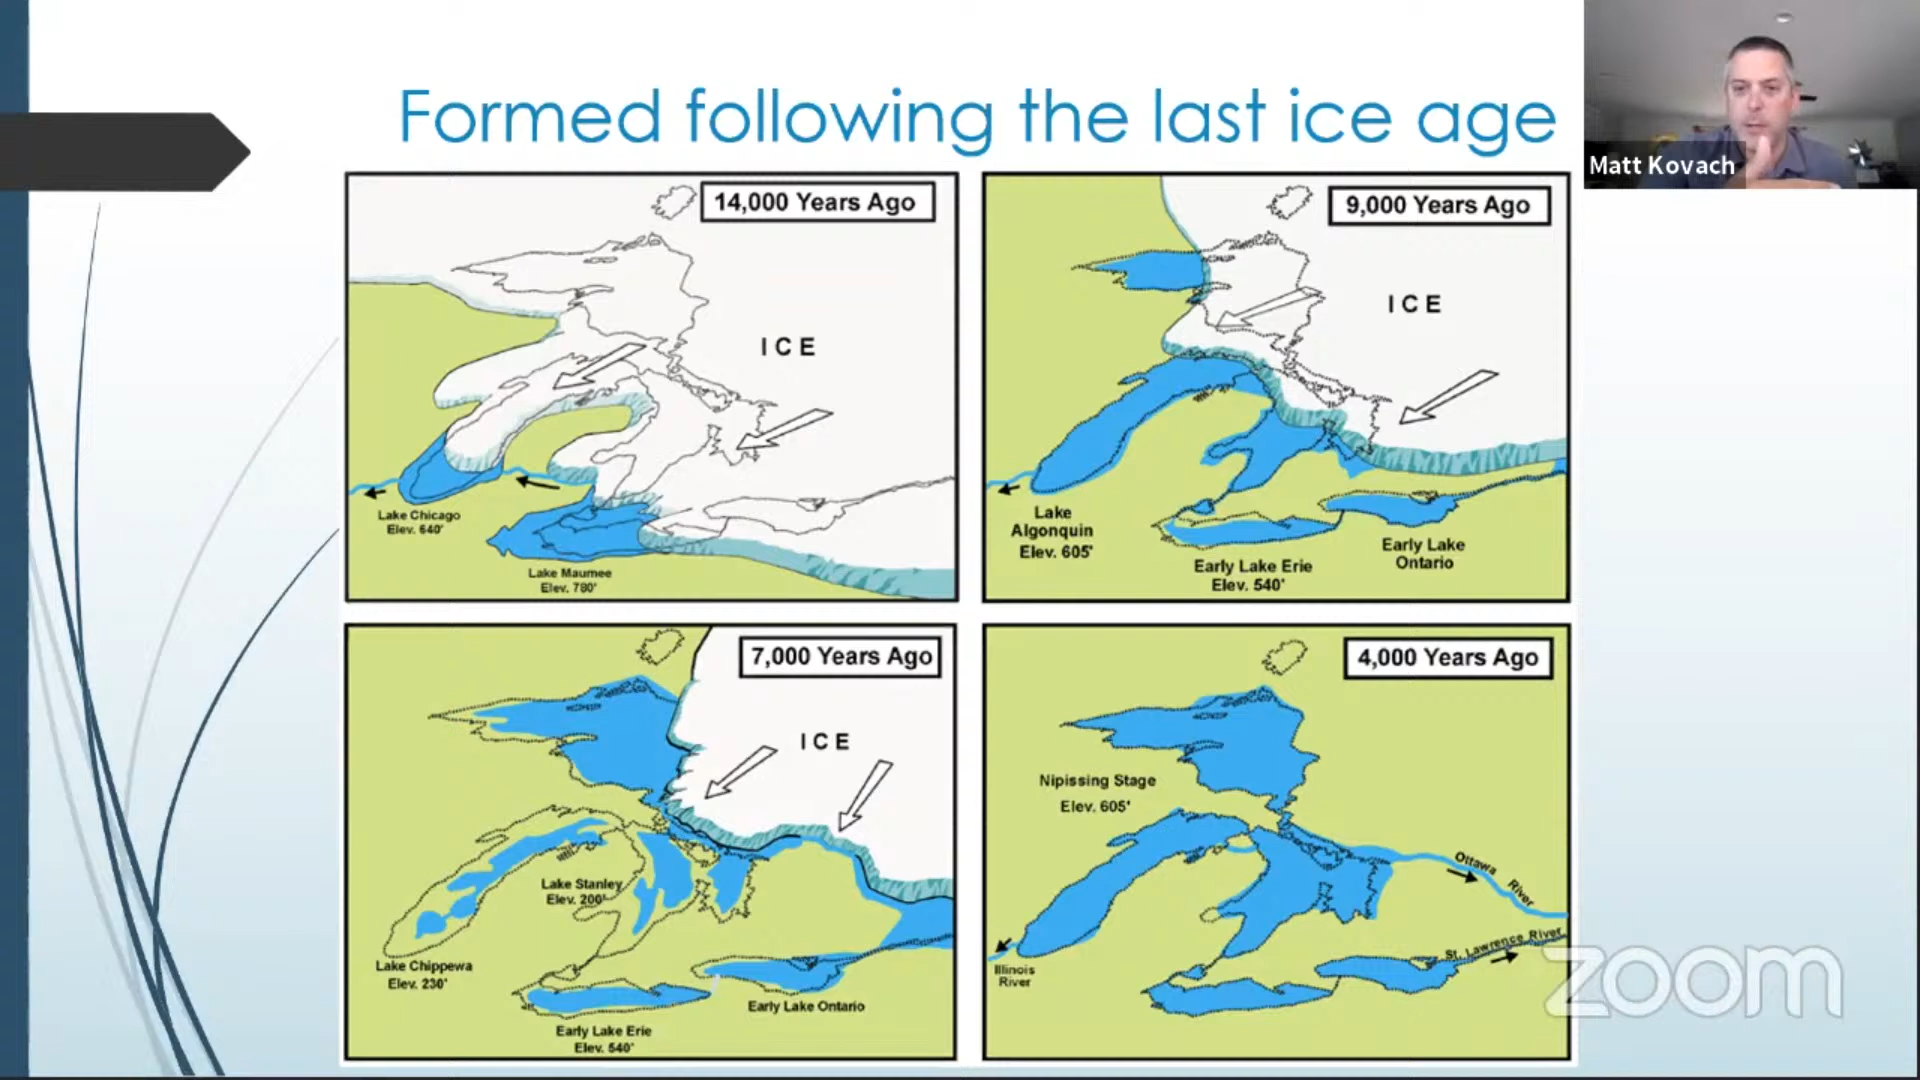 Formed following the last ice age
Matt Kovach
14,000 Years Ago
ICE
Lake Chicago
Elev. 640'
Lake Maumee
Elev. 780'
9,000 Years Ago
ICE
Lake
Algonquin
Elev. 605'
Early Lake Erie
Elev. 540'
Early Lake
Ontario
7,000 Years Ago
ICE
Lake Stanley
Elev. 200'
Lake Chippewa
Elev. 230'
Early Lake Erie
Elev. 540'
Early Lake Ontario
4,000 Years Ago
Nipissing Stage
Elev. 605'
Ottawa River
St. Lawrence River
Illinois
River
zoom